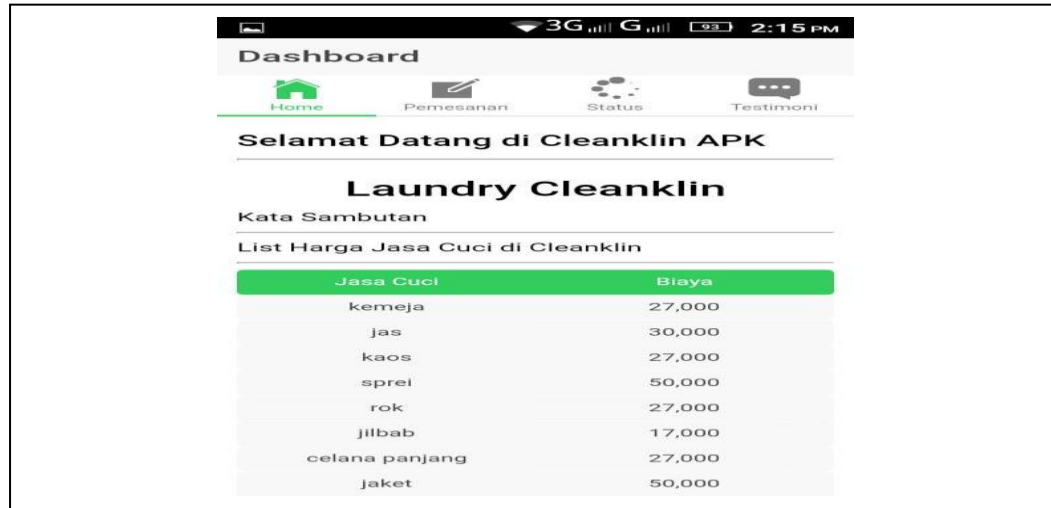 3G G 93 2:15 PM
Dashboard
Home Pemesanan Status Testimoni
Selamat Datang di Cleanklin APK
Laundry Cleanklin
Kata Sambutan
List Harga Jasa Cuci di Cleanklin
Jasa Cuci Biaya
kemeja 27,000
jas 30,000
kaos 27,000
sprei 50,000
rok 27,000
jilbab 17,000
celana panjang 27,000
jaket 50,000